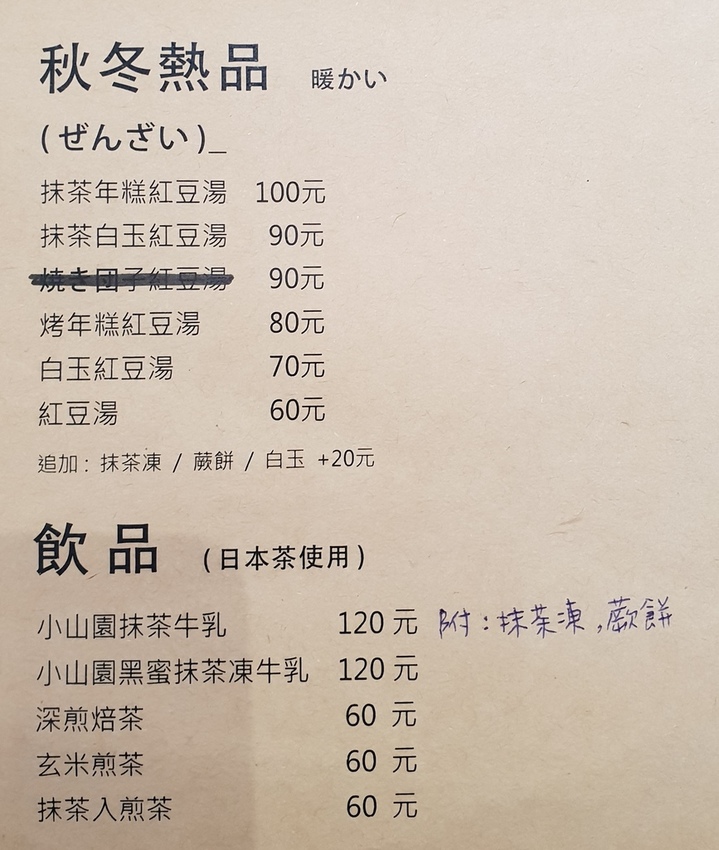 秋冬熱品 暖かい
(ぜんざい)_
抹茶年糕紅豆湯 100元
抹茶白玉紅豆湯 90元
焼き団子紅豆湯 90元
烤年糕紅豆湯 80元
白玉紅豆湯 70元
紅豆湯 60元
追加: 抹茶凍 / 蕨餅 / 白玉 +20元
飲品 (日本茶使用)
小山園抹茶牛乳 120元 附:抹茶凍,蕨餅
小山園黑蜜抹茶凍牛乳 120元
深煎焙茶 60元
玄米煎茶 60元
抹茶入煎茶 60元